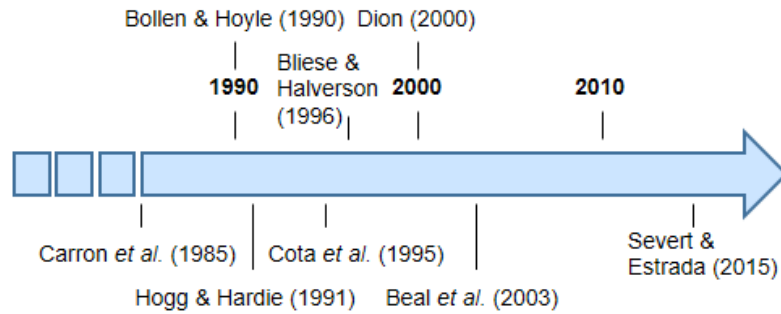 Bollen & Hoyle (1990) Dion (2000)
Bliese &
Halverson
(1996)
1990 2000 2010
Carron et al. (1985) Cota et al. (1995) Severt &
Estrada (2015)
Hogg & Hardie (1991) Beal et al. (2003)